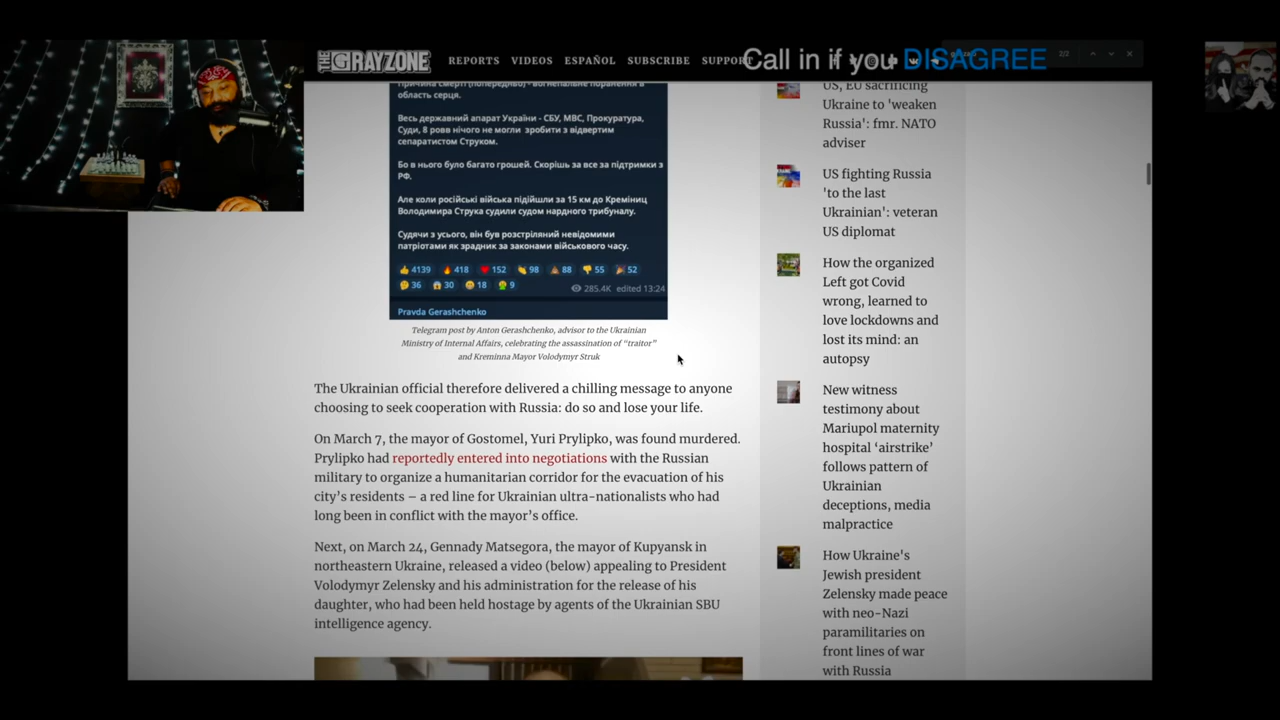 THE GRAYZONE REPORTS VIDEOS ESPAÑOL SUBSCRIBE SUPPORT
Call in if you DISAGREE
2/2
область серця.
Весь державний апарат України - СБУ, МВС, Прокуратура,
Суди, 8 ровв нічого не могли зробити з відвертим
сепаратистом Струком.
Бо в нього було багато грошей. Скорішь за все за підтримки з
РФ.
Але коли російські війська підійшли за 15 км до Кремінниц
Володимира Струка судили судом нардного трибуналу.
Судячи з усього, він був розстріляний невідомими
патріотами як зрадник за законами військового часу.
4139 418 152 98 88 55 52
36 30 18 9 285.4K edited 13:24
Pravda Gerashchenko
Telegram post by Anton Gerashchenko, advisor to the Ukrainian
Ministry of Internal Affairs, celebrating the assassination of “traitor”
and Kreminna Mayor Volodymyr Struk
The Ukrainian official therefore delivered a chilling message to anyone
choosing to seek cooperation with Russia: do so and lose your life.
On March 7, the mayor of Gostomel, Yuri Prylipko, was found murdered.
Prylipko had reportedly entered into negotiations with the Russian
military to organize a humanitarian corridor for the evacuation of his
city’s residents – a red line for Ukrainian ultra-nationalists who had
long been in conflict with the mayor’s office.
Next, on March 24, Gennady Matsegora, the mayor of Kupyansk in
northeastern Ukraine, released a video (below) appealing to President
Volodymyr Zelensky and his administration for the release of his
daughter, who had been held hostage by agents of the Ukrainian SBU
intelligence agency.
US, EU sacrificing
Ukraine to 'weaken
Russia': fmr. NATO
adviser
US fighting Russia
'to the last
Ukrainian': veteran
US diplomat
How the organized
Left got Covid
wrong, learned to
love lockdowns and
lost its mind: an
autopsy
New witness
testimony about
Mariupol maternity
hospital ‘airstrike’
follows pattern of
Ukrainian
deceptions, media
malpractice
How Ukraine's
Jewish president
Zelensky made peace
with neo-Nazi
paramilitaries on
front lines of war
with Russia